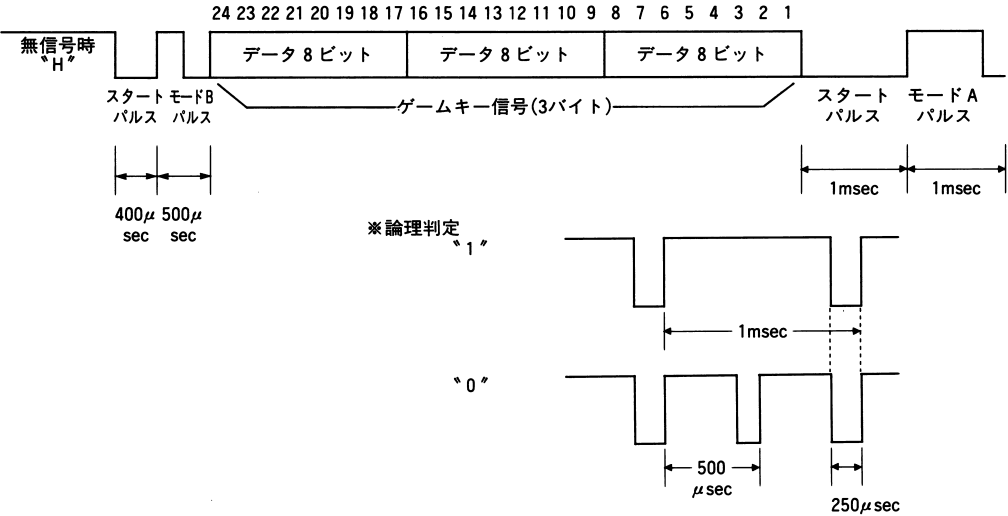 24 23 22 21 20 19 18 17 16 15 14 13 12 11 10 9 8 7 6 5 4 3 2 1
無信号時
〝H〞
データ8ビット
データ8ビット
データ8ビット
スタート
パルス
モードB
パルス
ゲームキー信号(3バイト)
スタート
パルス
モードA
パルス
400μ
sec
500μ
sec
1msec
1msec
※論理判定
〝1〞
1msec
〝0〞
500
μsec
250μsec